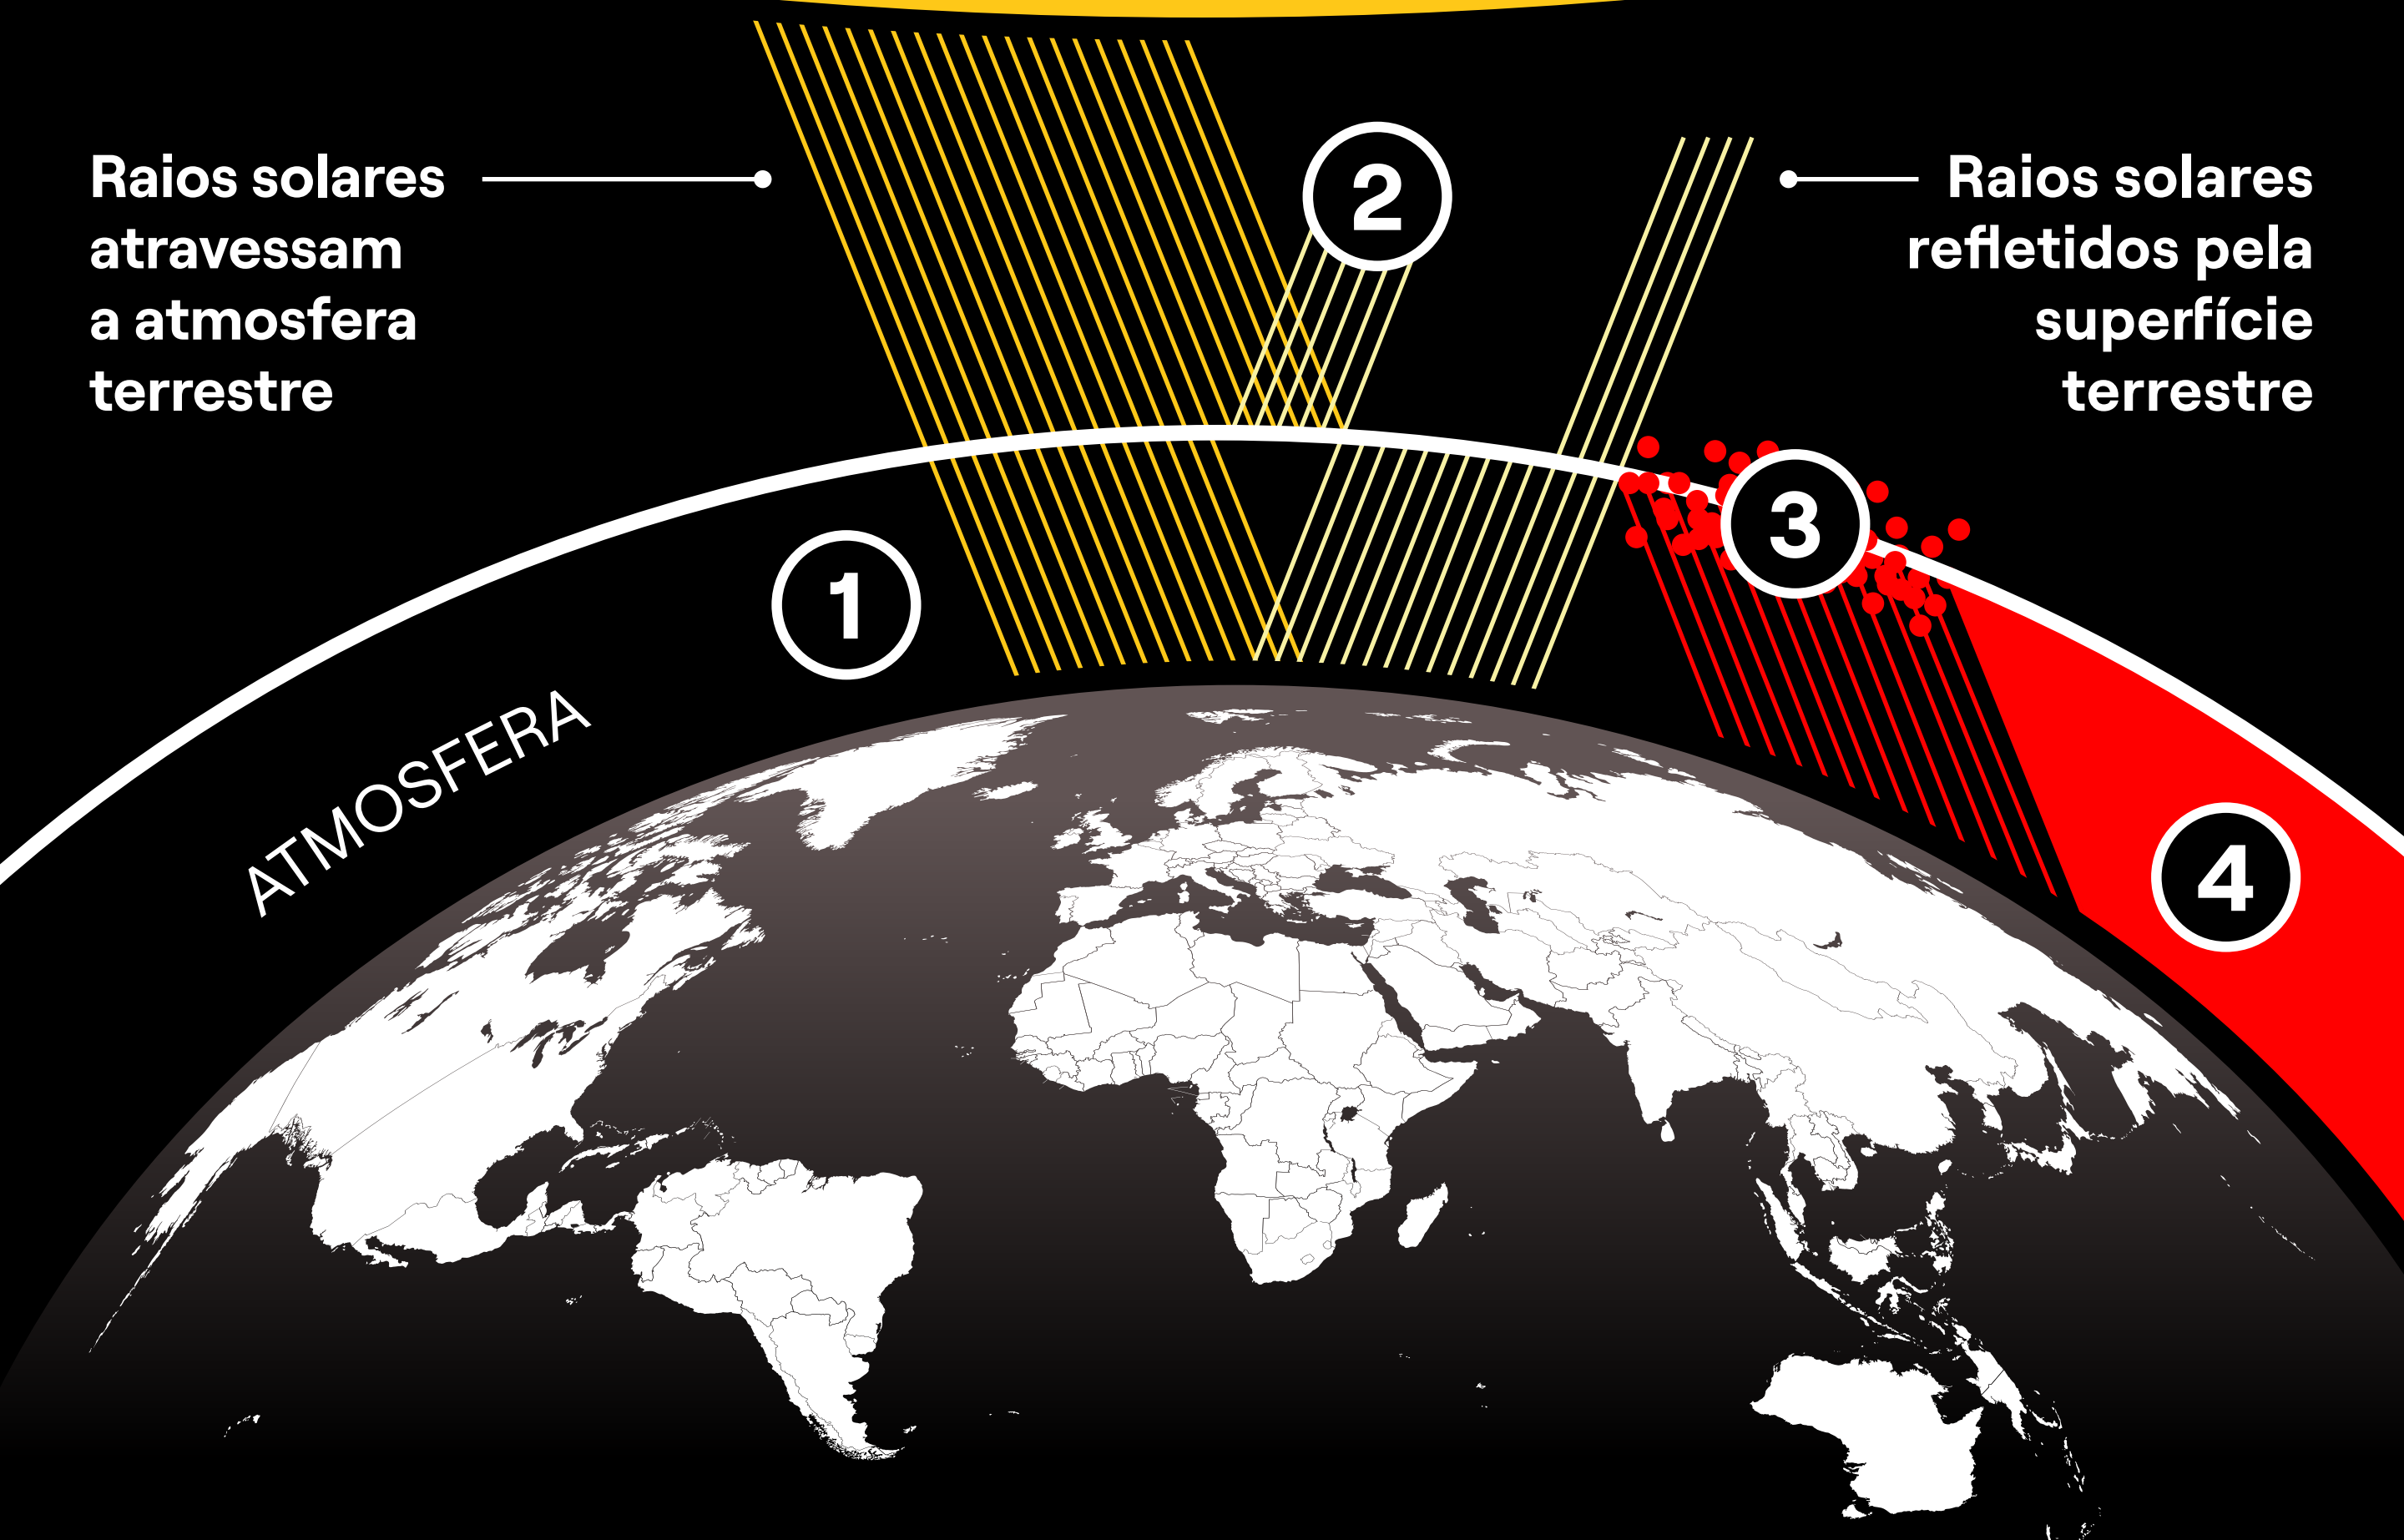 Raios solares
atravessam
a atmosfera
terrestre
2
Raios solares
refletidos pela
superfície
terrestre
3
1
ATMOSFERA
4